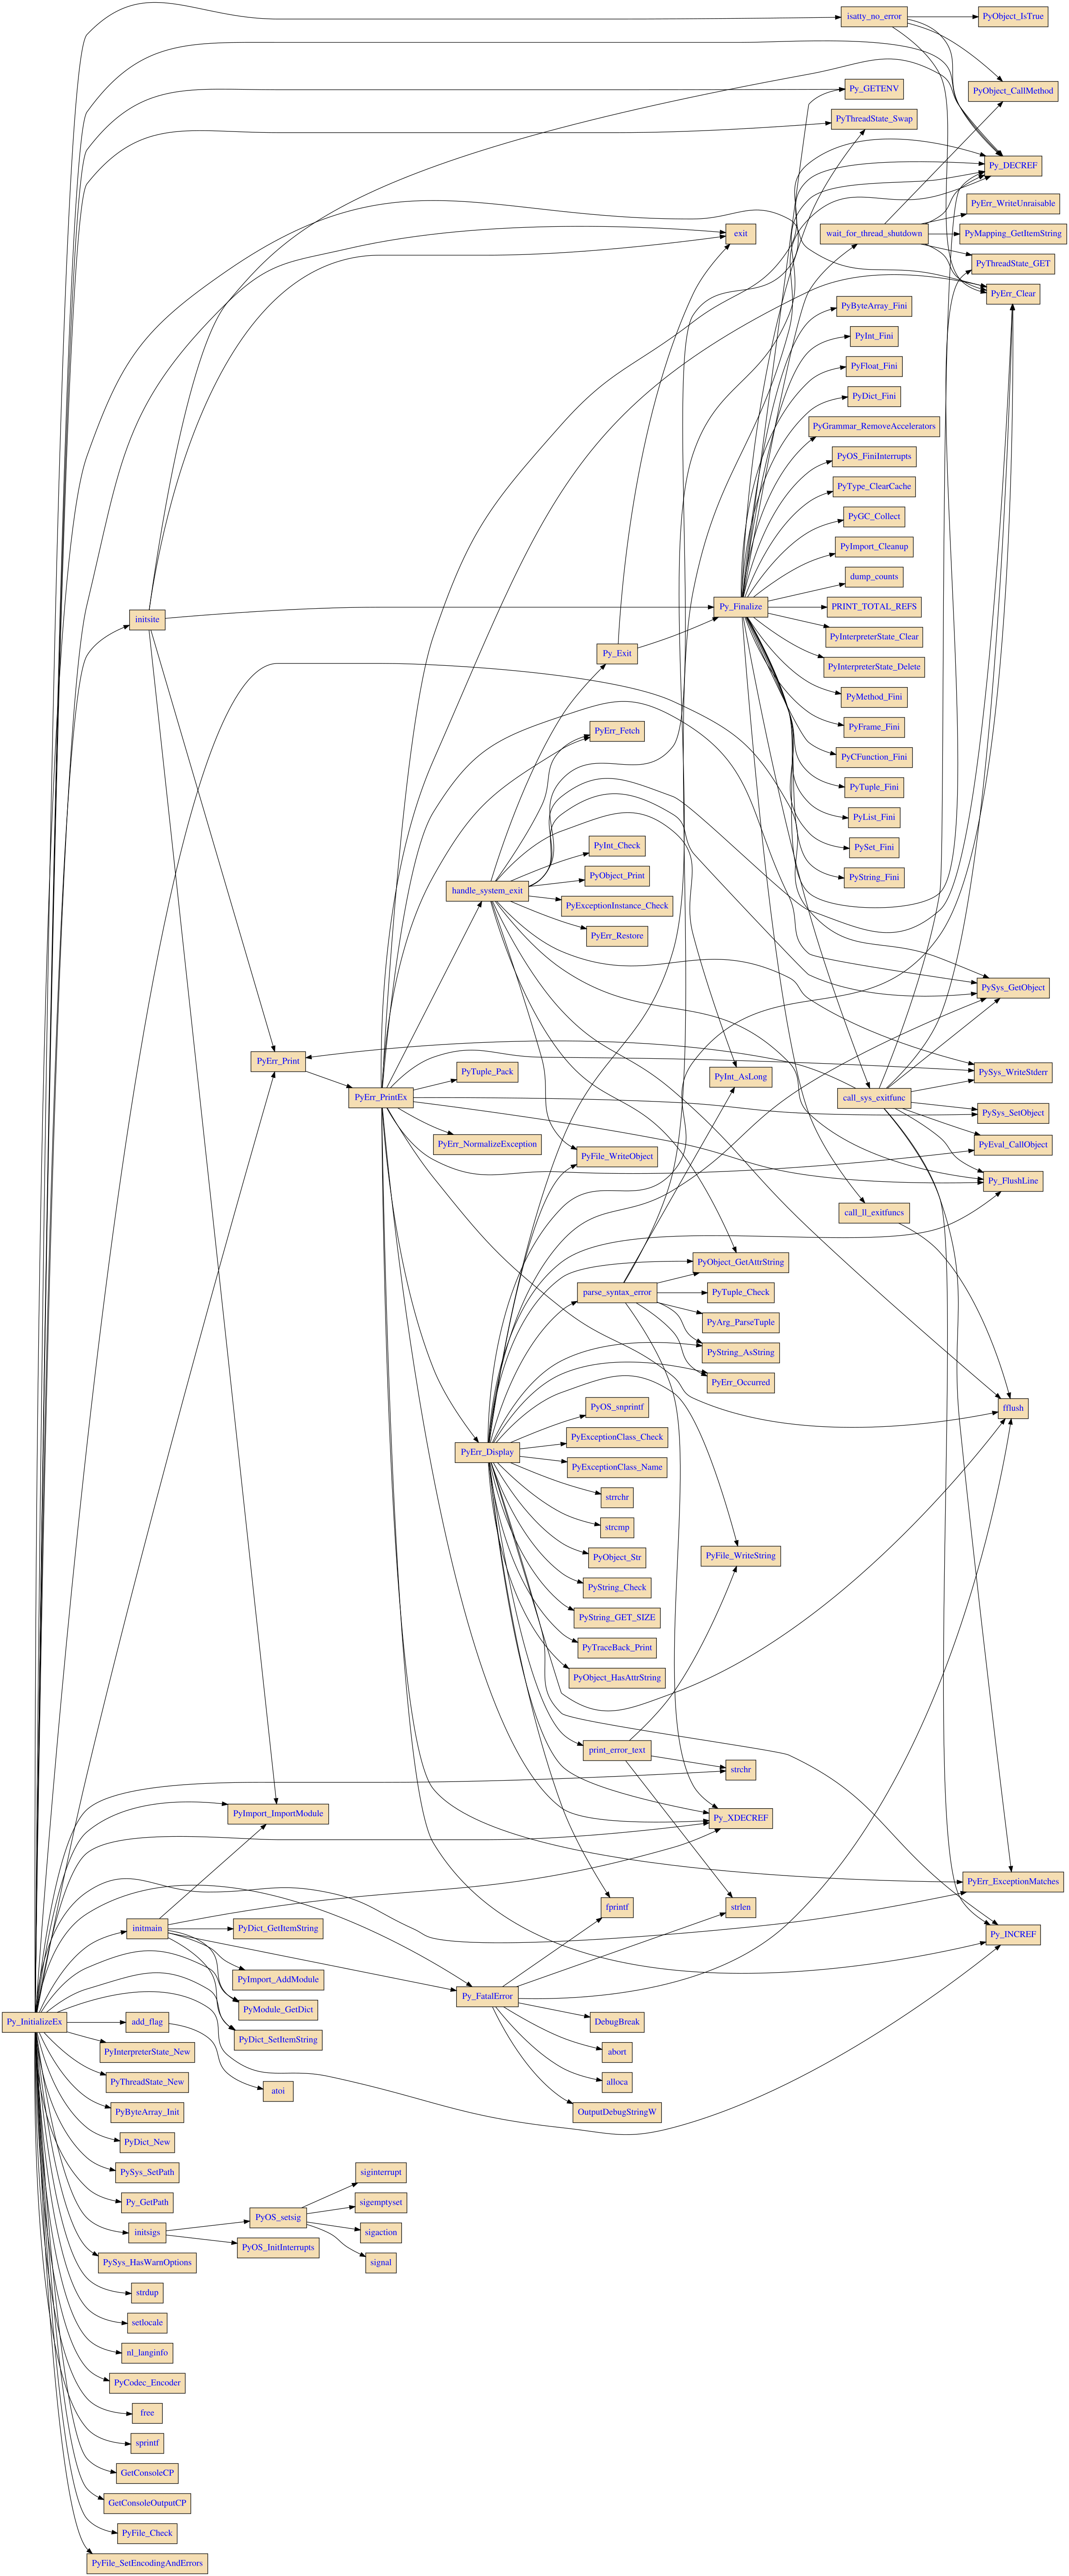 isatty_no_error
PyObject_IsTrue
Py_GETENV
PyObject_CallMethod
PyThreadState_Swap
Py_DECREF
PyErr_WriteUnraisable
exit
wait_for_thread_shutdown
PyMapping_GetItemString
PyThreadState_GET
PyErr_Clear
PyByteArray_Fini
PyInt_Fini
PyFloat_Fini
PyDict_Fini
PyGrammar_RemoveAccelerators
PyOS_FiniInterrupts
PyType_ClearCache
PyGC_Collect
PyImport_Cleanup
dump_counts
initsite
Py_Finalize
PRINT_TOTAL_REFS
PyInterpreterState_Clear
Py_Exit
PyInterpreterState_Delete
PyMethod_Fini
PyErr_Fetch
PyFrame_Fini
PyCFunction_Fini
PyTuple_Fini
PyList_Fini
PyInt_Check
PySet_Fini
PyObject_Print
PyString_Fini
handle_system_exit
PyExceptionInstance_Check
PyErr_Restore
PySys_GetObject
PyErr_Print
PyTuple_Pack
PyInt_AsLong
PySys_WriteStderr
PyErr_PrintEx
call_sys_exitfunc
PySys_SetObject
PyErr_NormalizeException
PyEval_CallObject
PyFile_WriteObject
Py_FlushLine
call_ll_exitfuncs
PyObject_GetAttrString
parse_syntax_error
PyTuple_Check
PyArg_ParseTuple
PyString_AsString
PyErr_Occurred
PyOS_snprintf
fflush
PyExceptionClass_Check
PyErr_Display
PyExceptionClass_Name
strrchr
strcmp
PyObject_Str
PyFile_WriteString
PyString_Check
PyString_GET_SIZE
PyTraceBack_Print
PyObject_HasAttrString
print_error_text
strchr
PyImport_ImportModule
Py_XDECREF
PyErr_ExceptionMatches
fprintf
strlen
initmain
PyDict_GetItemString
Py_INCREF
PyImport_AddModule
Py_FatalError
PyModule_GetDict
Py_InitializeEx
add_flag
DebugBreak
PyDict_SetItemString
PyInterpreterState_New
abort
PyThreadState_New
alloca
atoi
PyByteArray_Init
OutputDebugStringW
PyDict_New
PySys_SetPath
siginterrupt
Py_GetPath
sigemptyset
PyOS_setsig
initsigs
sigaction
PyOS_InitInterrupts
PySys_HasWarnOptions
signal
strdup
setlocale
nl_langinfo
PyCodec_Encoder
free
sprintf
GetConsoleCP
GetConsoleOutputCP
PyFile_Check
PyFile_SetEncodingAndErrors